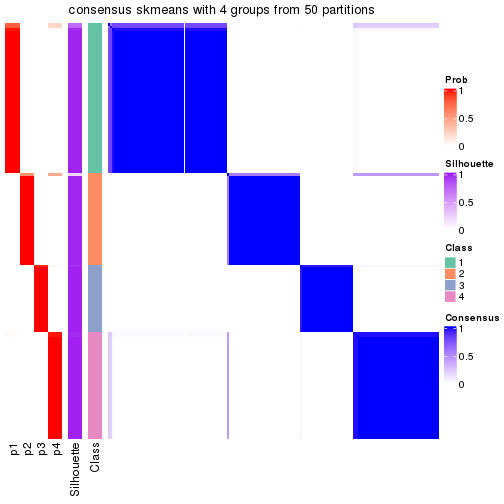 consensus skmeans with 4 groups from 50 partitions
Prob
1
0.5
0
Silhouette
1
0.5
0
Class
1
2
3
4
Consensus
1
0.5
0
p1
p2
p3
p4
Silhouette
Class